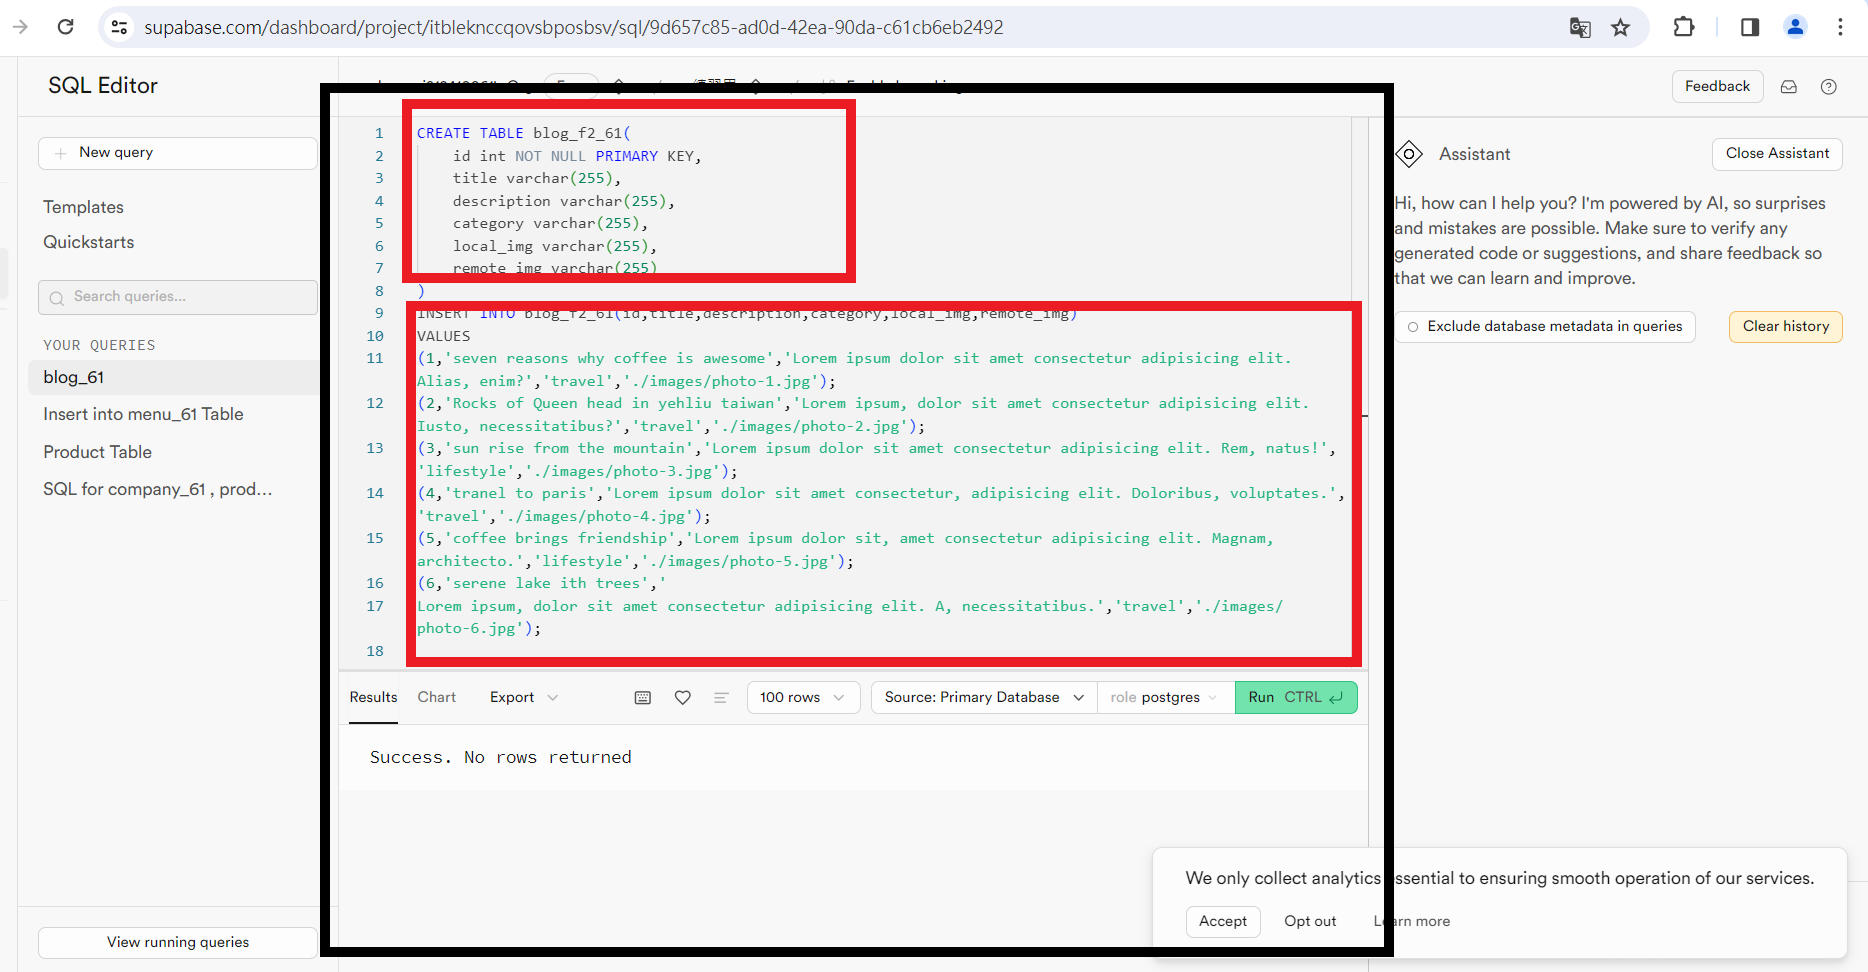 supabase.com/dashboard/project/itbleknccqovsbposbsv/sql/9d657c85-ad0d-42ea-90da-c61cb6eb2492
SQL Editor
Feedback
New query
Templates
Quickstarts
Search queries...
YOUR QUERIES
blog_61
Insert into menu_61 Table
Product Table
SQL for company_61 , prod...
View running queries
1 CREATE TABLE blog_f2_61(
2 id int NOT NULL PRIMARY KEY,
3 title varchar(255),
4 description varchar(255),
5 category varchar(255),
6 local_img varchar(255),
7 remote_img varchar(255)
8 )
9 INSERT INTO blog_f2_61(id,title,description,category,local_img,remote_img)
10 VALUES
11 (1,'seven reasons why coffee is awesome','Lorem ipsum dolor sit amet consectetur adipisicing elit.
Alias, enim?','travel','./images/photo-1.jpg');
12 (2,'Rocks of Queen head in yehliu taiwan','Lorem ipsum, dolor sit amet consectetur adipisicing elit.
Iusto, necessitatibus?','travel','./images/photo-2.jpg');
13 (3,'sun rise from the mountain','Lorem ipsum dolor sit amet consectetur adipisicing elit. Rem, natus!',
'lifestyle','./images/photo-3.jpg');
14 (4,'tranel to paris','Lorem ipsum dolor sit amet consectetur, adipisicing elit. Doloribus, voluptates.',
'travel','./images/photo-4.jpg');
15 (5,'coffee brings friendship','Lorem ipsum dolor sit, amet consectetur adipisicing elit. Magnam,
architecto.','lifestyle','./images/photo-5.jpg');
16 (6,'serene lake ith trees','
17 Lorem ipsum, dolor sit amet consectetur adipisicing elit. A, necessitatibus.','travel','./images/
photo-6.jpg');
18
Results Chart Export 100 rows Source: Primary Database role postgres Run CTRL
Success. No rows returned
Assistant
Close Assistant
Hi, how can I help you? I'm powered by AI, so surprises
and mistakes are possible. Make sure to verify any
generated code or suggestions, and share feedback so
that we can learn and improve.
Exclude database metadata in queries
Clear history
We only collect analytics essential to ensuring smooth operation of our services.
Accept Opt out Learn more